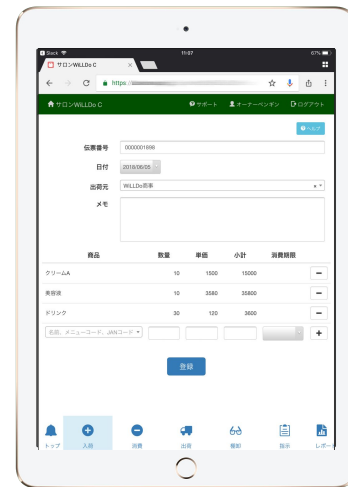 Slack
11:07
67%
サロンWiLLDo C ×
https://
サロンWiLLDo C サポート オーナーペンギン ログアウト
ヘルプ
伝票番号 0000001898
日付 2018/06/05
出荷元 WiLLDo商事 ×
メモ
商品 数量 単価 小計 消費期限
クリームA 10 1500 15000
美容液 10 3580 35800
ドリンク 30 120 3600
名前、メニューコード、JANコード
登録
トップ 入荷 消費 出荷 棚卸 指示 レポート